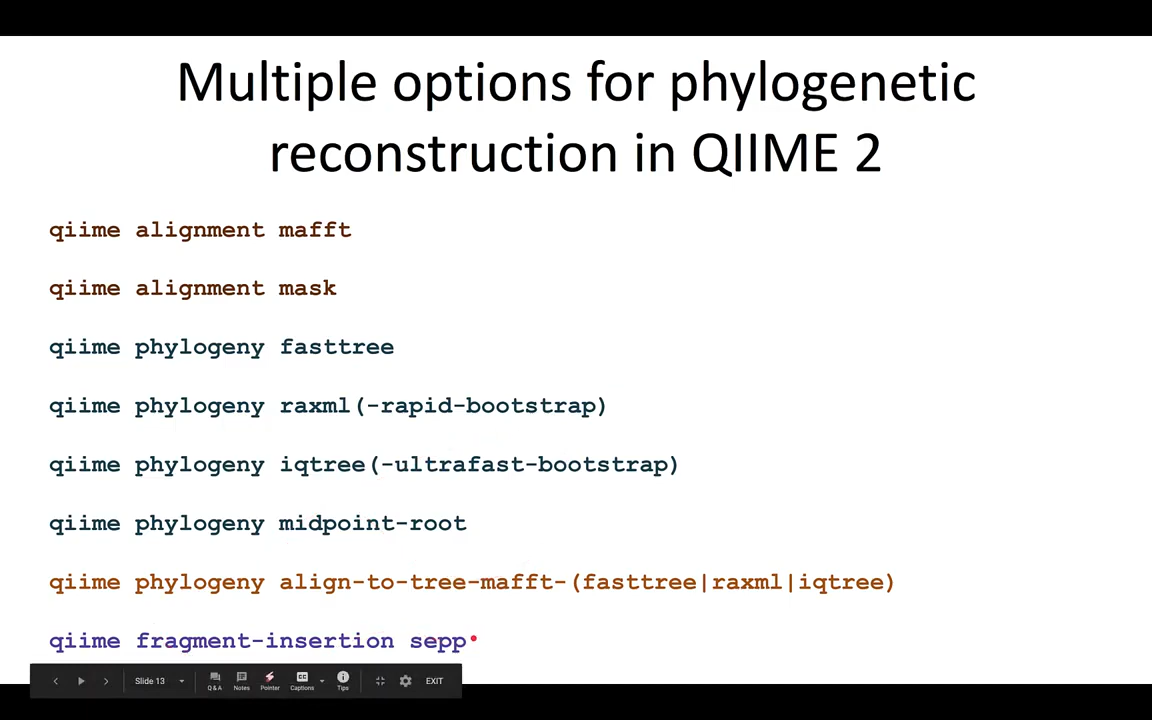 Multiple options for phylogenetic
reconstruction in QIIME 2
qiime alignment mafft
qiime alignment mask
qiime phylogeny fasttree
qiime phylogeny raxml(-rapid-bootstrap)
qiime phylogeny iqtree(-ultrafast-bootstrap)
qiime phylogeny midpoint-root
qiime phylogeny align-to-tree-mafft-(fasttree|raxml|iqtree)
qiime fragment-insertion sepp
Slide 13
Q & A
Notes
Pointer
Captions
Tips
EXIT